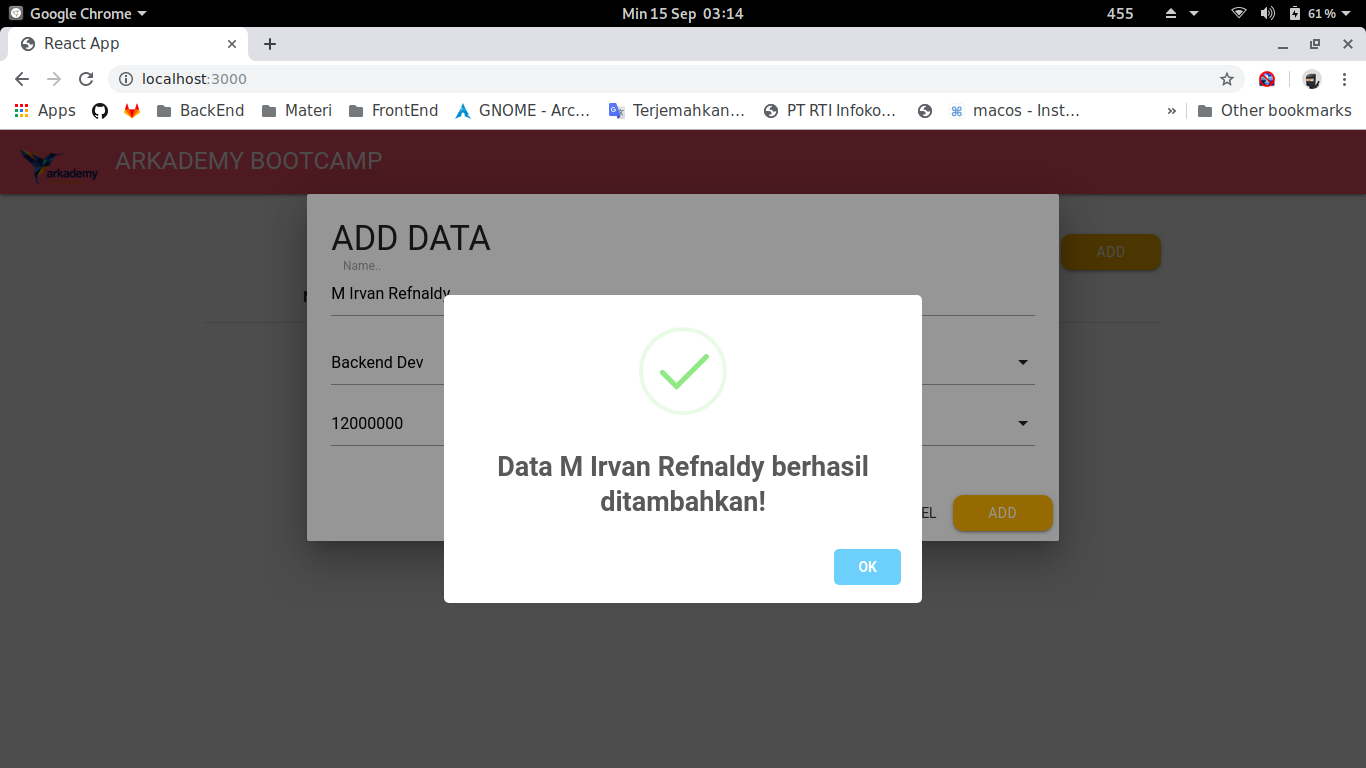 Google Chrome
Min 15 Sep 03:14
455
61 %
React App
localhost:3000
Apps
BackEnd
Materi
FrontEnd
GNOME - Arc...
Terjemahkan...
PT RTI Infoko...
macos - Inst...
»
Other bookmarks
arkademy
ARKADEMY BOOTCAMP
ADD DATA
ADD
Name..
M Irvan Refnaldy
Backend Dev
12000000
Data M Irvan Refnaldy berhasil
ditambahkan!
EL
ADD
OK